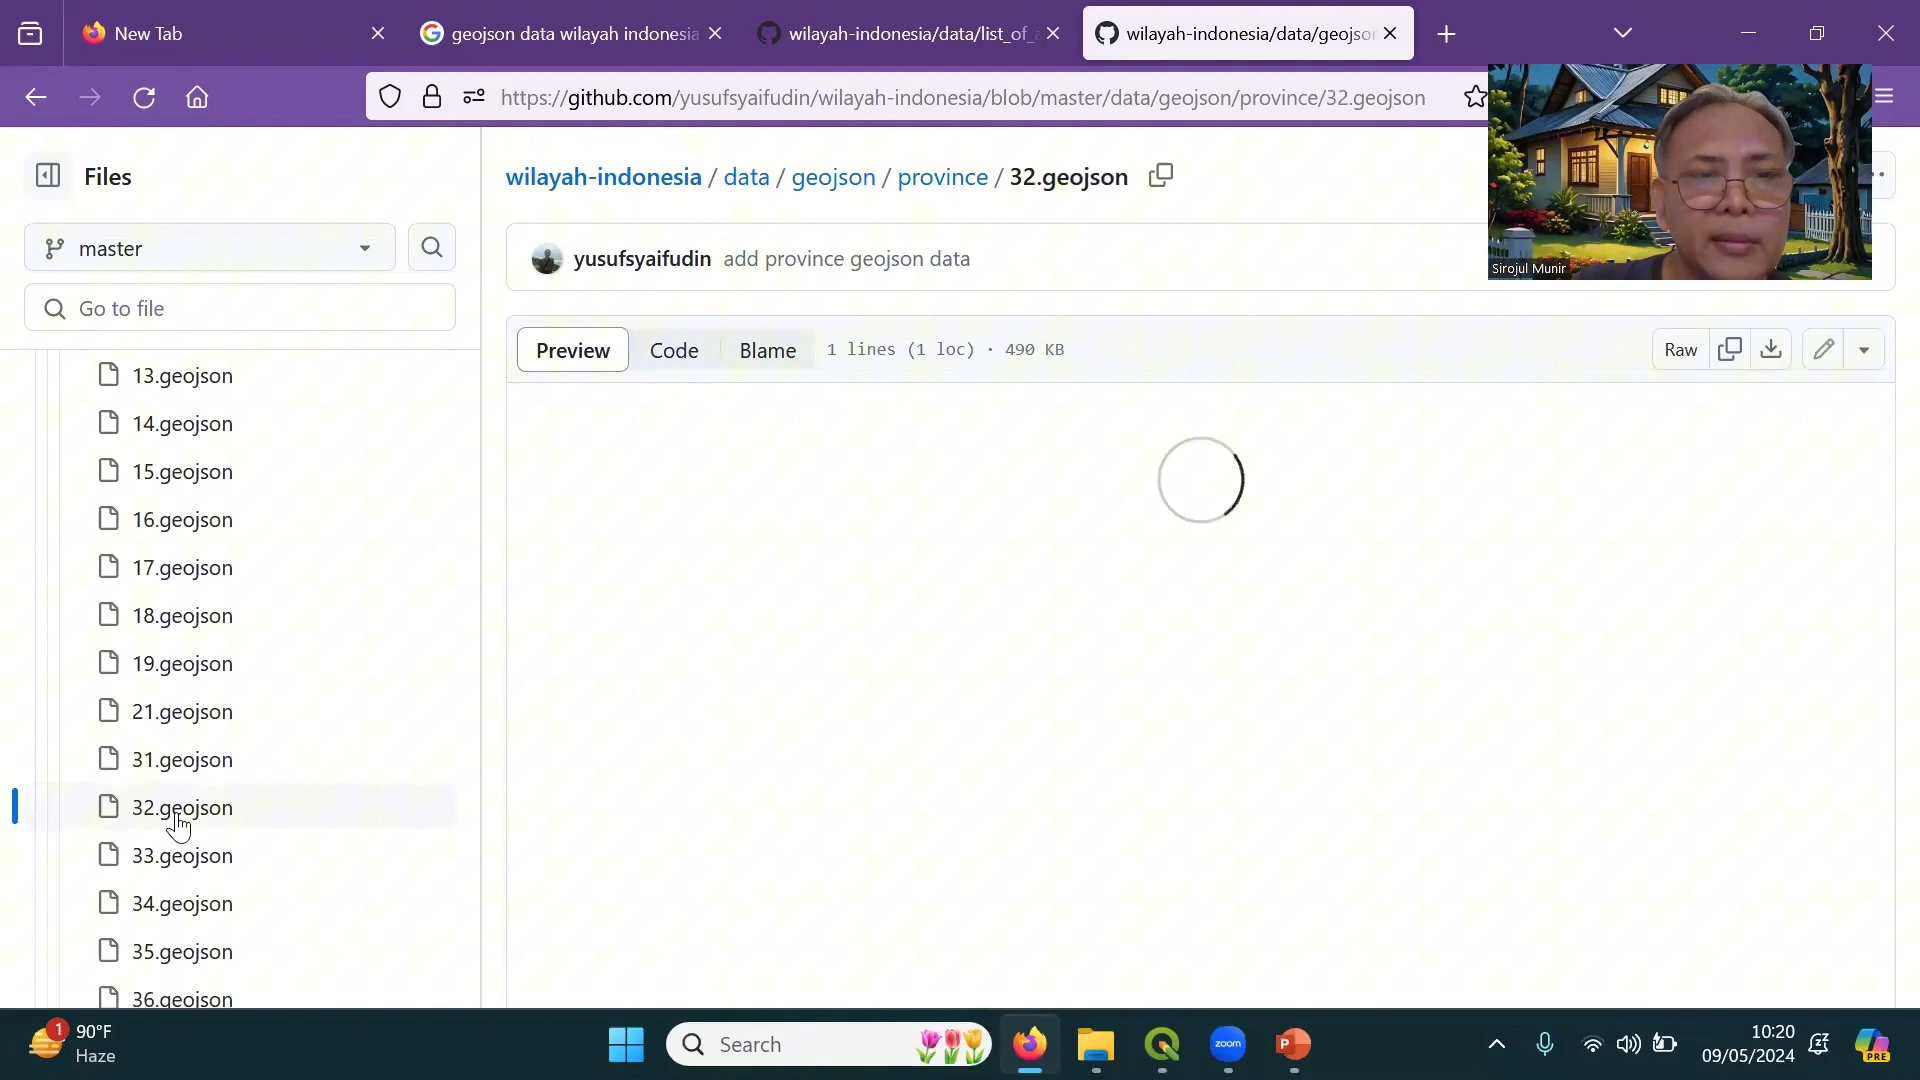 New Tab
geojson data wilayah indonesia
wilayah-indonesia/data/list_of_
wilayah-indonesia/data/geojson
https://github.com/yusufsyaifudin/wilayah-indonesia/blob/master/data/geojson/province/32.geojson
Sirojul Munir
Files
master
Go to file
13.geojson
14.geojson
15.geojson
16.geojson
17.geojson
18.geojson
19.geojson
21.geojson
31.geojson
32.geojson
33.geojson
34.geojson
35.geojson
36.geojson
wilayah-indonesia / data / geojson / province / 32.geojson
yusufsyaifudin add province geojson data
Preview Code Blame 1 lines (1 loc) · 490 KB
Raw
1
90°F
Haze
Search
zoom
P
10:20
09/05/2024
PRE